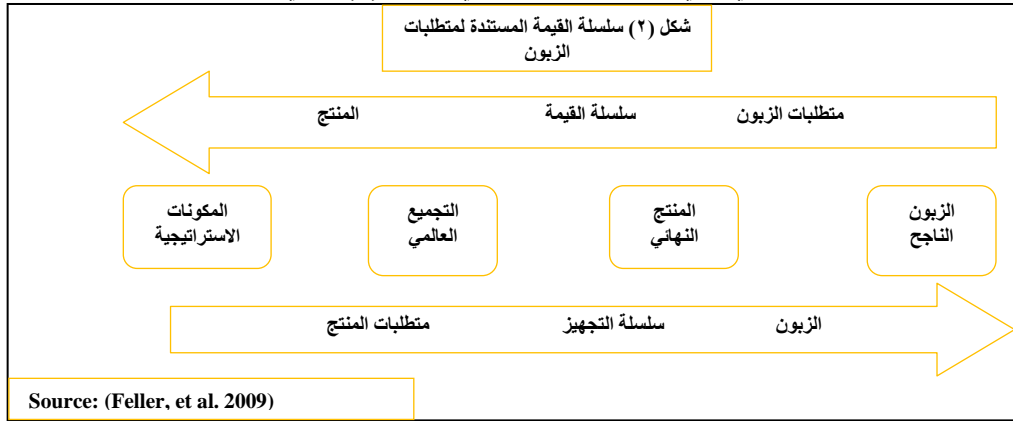 شكل (٢) سلسلة القيمة المستندة لمتطلبات
الزبون
متطلبات الزبون سلسلة القيمة المنتج
الزبون
الناجح
المنتج
النهائي
التجميع
العالمي
المكونات
الاستراتيجية
الزبون سلسلة التجهيز متطلبات المنتج
Source: (Feller, et al. 2009)